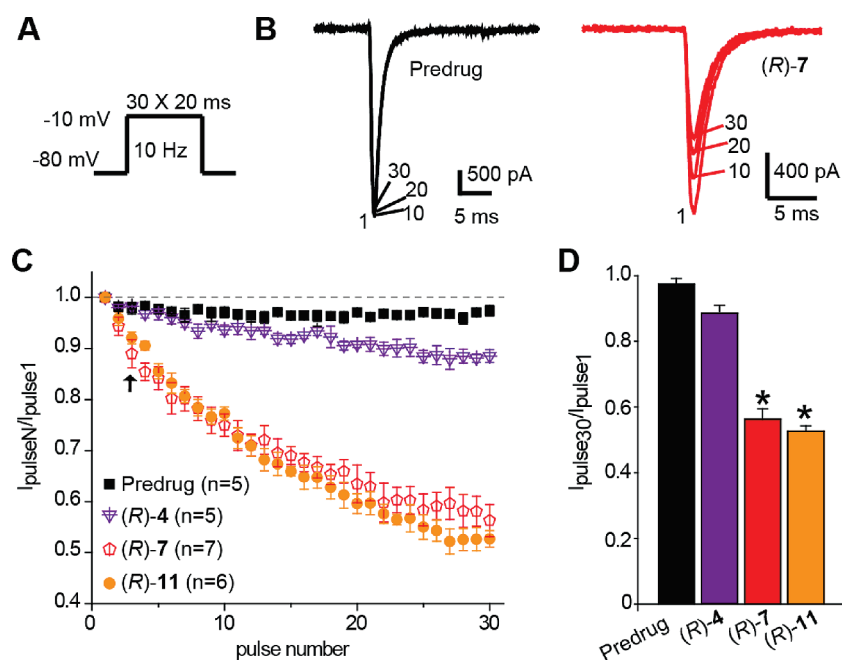 A
30 X 20 ms
-10 mV
10 Hz
-80 mV
B
Predrug
30
20
10
1
500 pA
5 ms
(R)-7
30
20
10
1
400 pA
5 ms
C
IpulseN/Ipulse1
1.0
0.9
0.8
0.7
0.6
0.5
0.4
Predrug (n=5)
(R)-4 (n=5)
(R)-7 (n=7)
(R)-11 (n=6)
0 10 20 30
pulse number
D
Ipulse30/Ipulse1
1.0
0.8
0.6
0.4
0.2
0
* *
Predrug (R)-4 (R)-7 (R)-11